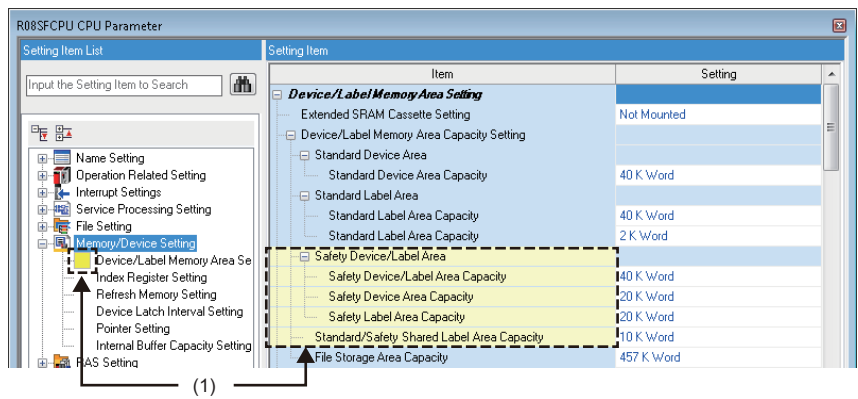 R08SFCPU CPU Parameter
Setting Item List
Input the Setting Item to Search
Name Setting
Operation Related Setting
Interrupt Settings
Service Processing Setting
File Setting
Memory/Device Setting
Device/Label Memory Area Se
Index Register Setting
Refresh Memory Setting
Device Latch Interval Setting
Pointer Setting
Internal Buffer Capacity Setting
RAS Setting
Setting Item
Item Setting
Device/Label Memory Area Setting
Extended SRAM Cassette Setting Not Mounted
Device/Label Memory Area Capacity Setting
Standard Device Area
Standard Device Area Capacity 40 K Word
Standard Label Area
Standard Label Area Capacity 40 K Word
Standard Label Area Capacity 2 K Word
Safety Device/Label Area
Safety Device/Label Area Capacity 40 K Word
Safety Device Area Capacity 20 K Word
Safety Label Area Capacity 20 K Word
Standard/Safety Shared Label Area Capacity 10 K Word
File Storage Area Capacity 457 K Word
(1)